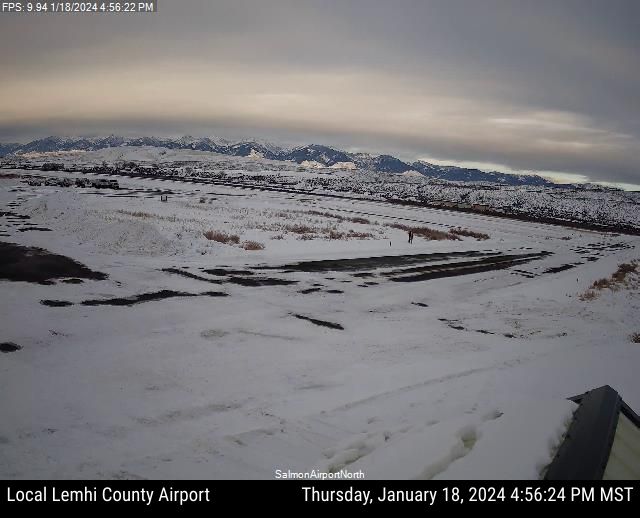 FPS: 9.94 1/18/2024 4:56:22 PM
SalmonAirportNorth
Local Lemhi County Airport Thursday, January 18, 2024 4:56:24 PM MST